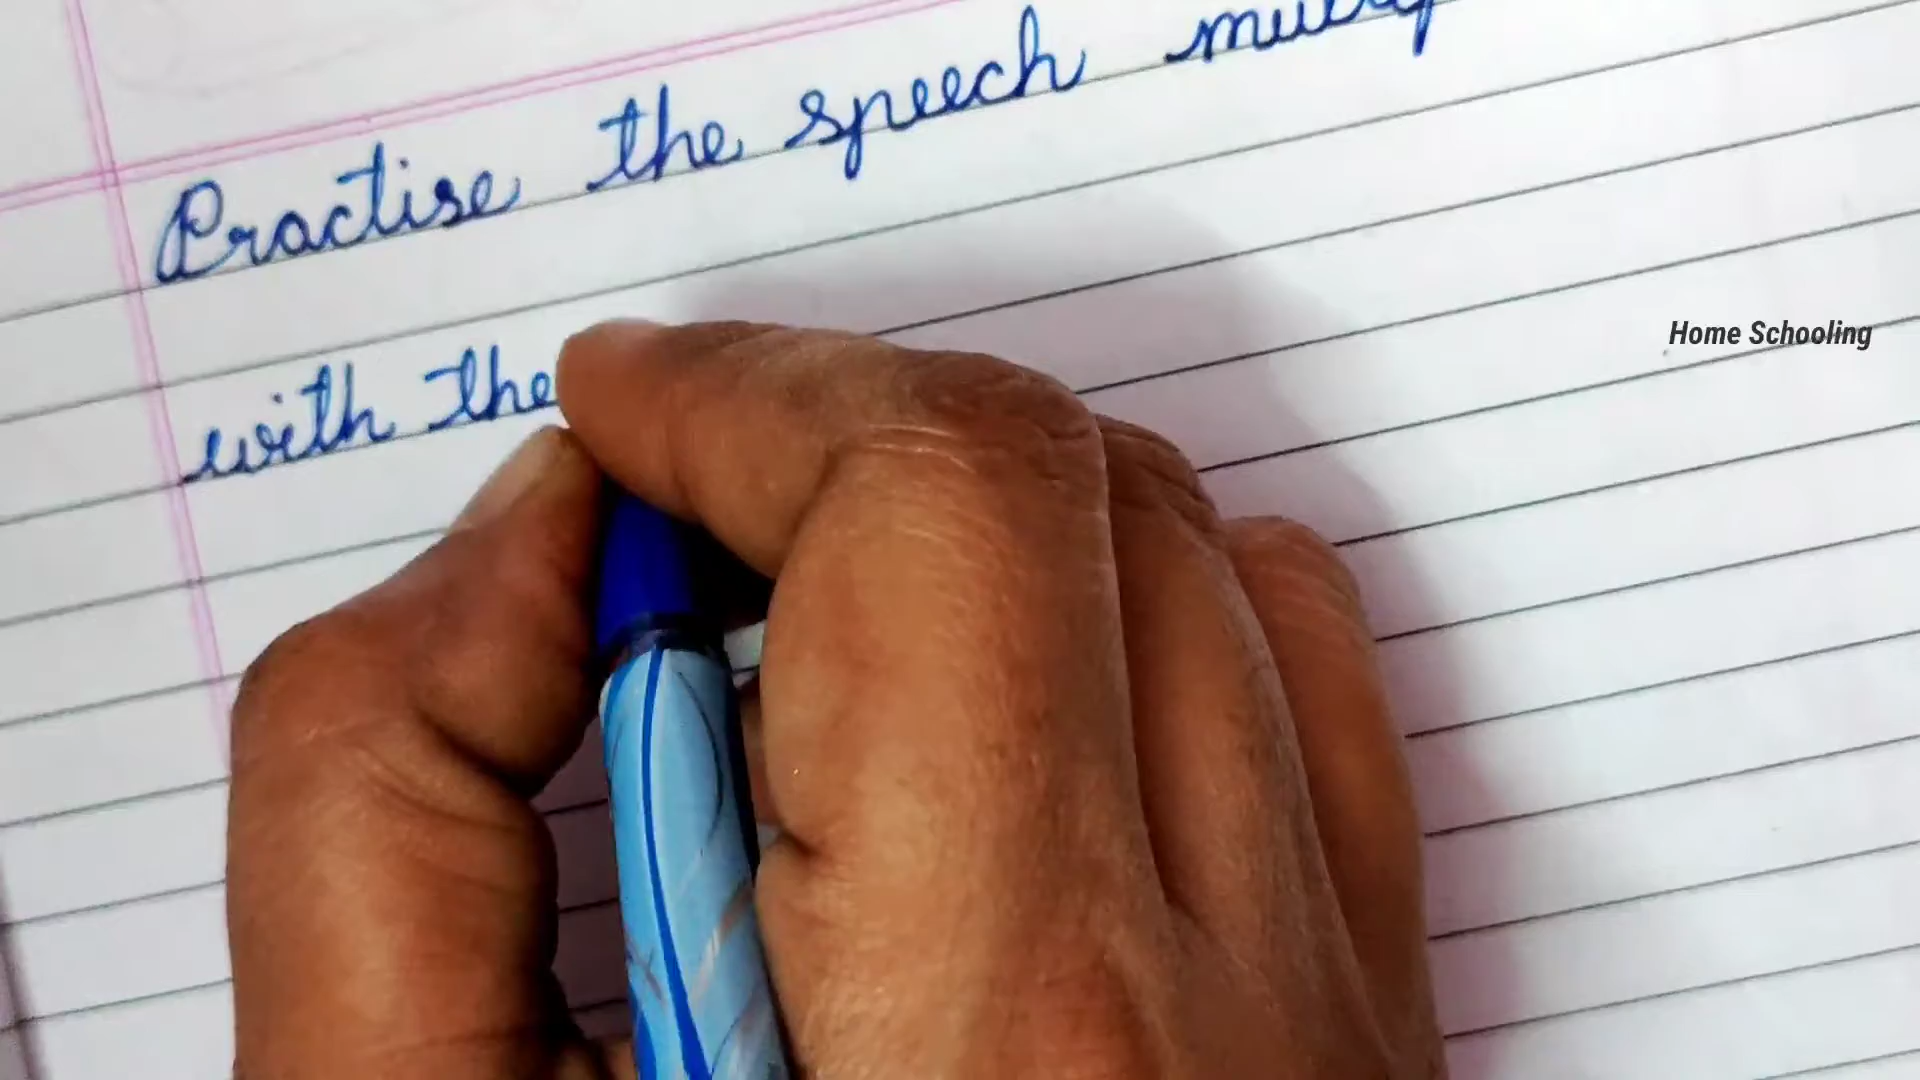 Practise the speech
with the
Home Schooling